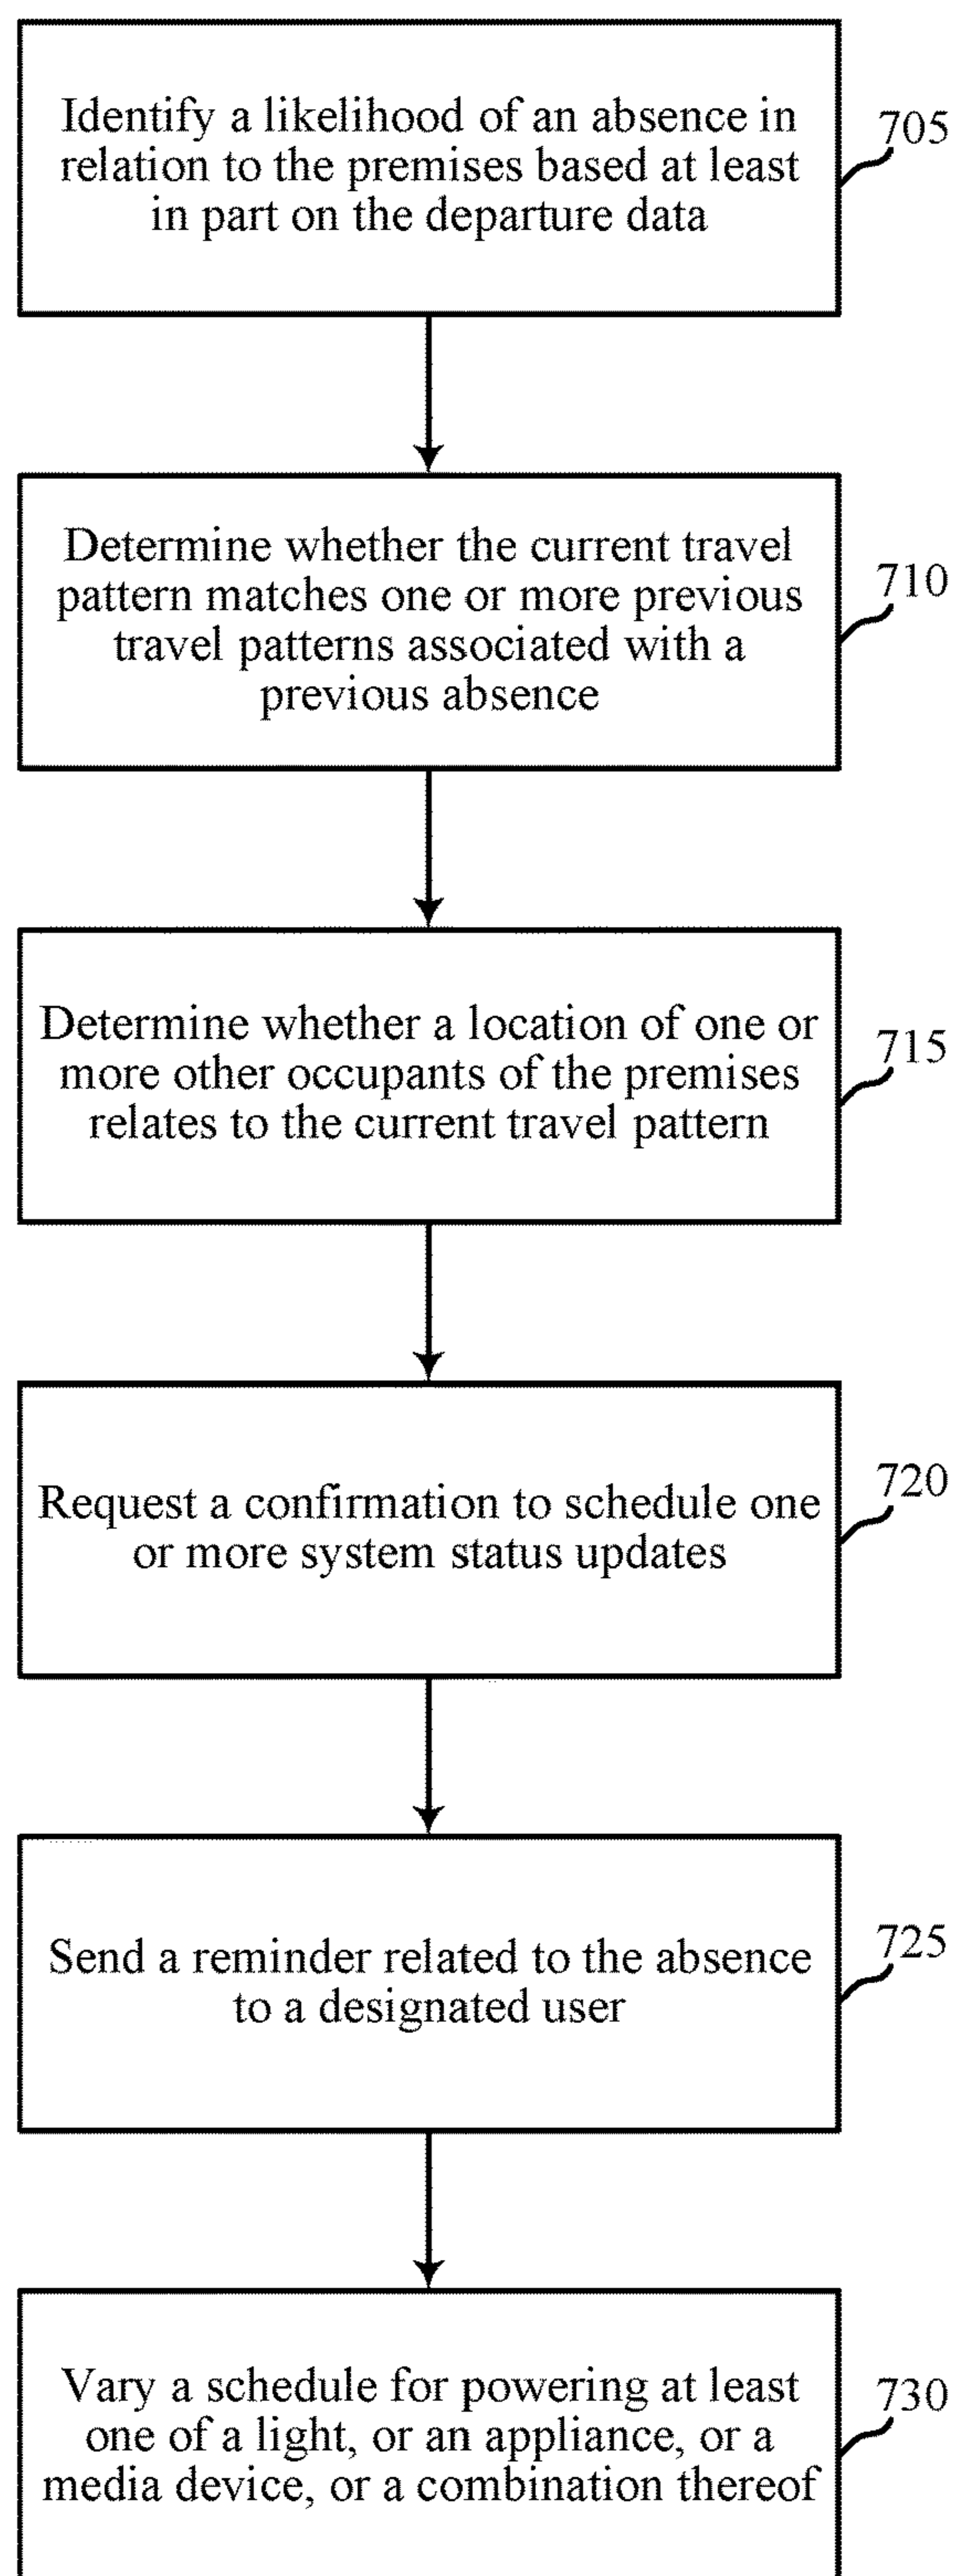 Identify a likelihood of an absence in
relation to the premises based at least
in part on the departure data
705
Determine whether the current travel
pattern matches one or more previous
travel patterns associated with a
previous absence
710
Determine whether a location of one or
more other occupants of the premises
relates to the current travel pattern
715
Request a confirmation to schedule one
or more system status updates
720
Send a reminder related to the absence
to a designated user
725
Vary a schedule for powering at least
one of a light, or an appliance, or a
media device, or a combination thereof
730